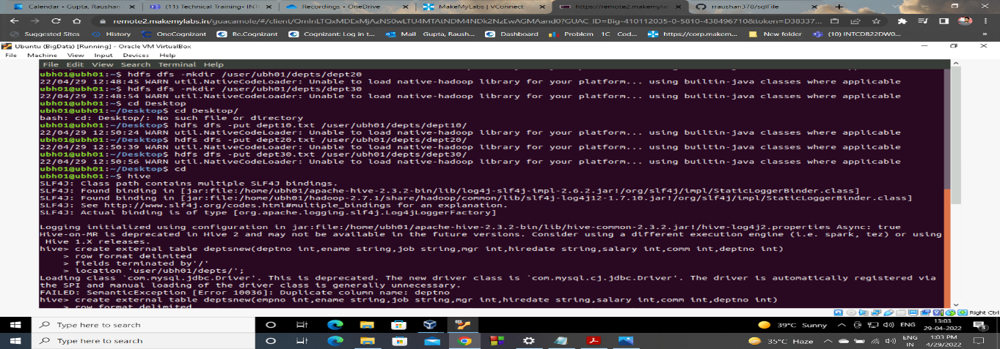 Calendar - Gupta, Raushan
(11) Technical Training- INT
Recordings - OneDrive
MakeMyLabs | VConnect
https://remote2.makemylabs.in/
rraushan378/sqlFile
remote2.makemylabs.in/guacamole/#/client/
Suggested Sites
History
OneCognizant
Be.Cognizant
Cognizant: Log in t...
Mail
Gupta, Raush...
Dashboard
Problem
1C
Cod...
https://corp.makem...
New folder
(10) INTCDB22DW0...
Ubuntu (BigData) [Running] - Oracle VM VirtualBox
File Machine View Input Devices Help
File Edit View Search Terminal Help
ubh01@ubh01:~$ hdfs dfs -mkdir /user/ubh01/depts/dept20
22/04/29 12:48:45 WARN util.NativeCodeLoader: Unable to load native-hadoop library for your platform... using builtin-java classes where applicable
ubh01@ubh01:~$ hdfs dfs -mkdir /user/ubh01/depts/dept30
22/04/29 12:48:54 WARN util.NativeCodeLoader: Unable to load native-hadoop library for your platform... using builtin-java classes where applicable
ubh01@ubh01:~$ cd Desktop
ubh01@ubh01:~/Desktop$ cd Desktop/
bash: cd: Desktop/: No such file or directory
ubh01@ubh01:~/Desktop$ hdfs dfs -put dept10.txt /user/ubh01/depts/dept10/
22/04/29 12:50:24 WARN util.NativeCodeLoader: Unable to load native-hadoop library for your platform... using builtin-java classes where applicable
ubh01@ubh01:~/Desktop$ hdfs dfs -put dept20.txt /user/ubh01/depts/dept20/
22/04/29 12:50:39 WARN util.NativeCodeLoader: Unable to load native-hadoop library for your platform... using builtin-java classes where applicable
ubh01@ubh01:~/Desktop$ hdfs dfs -put dept30.txt /user/ubh01/depts/dept30/
22/04/29 12:50:56 WARN util.NativeCodeLoader: Unable to load native-hadoop library for your platform... using builtin-java classes where applicable
ubh01@ubh01:~/Desktop$ cd
ubh01@ubh01:~$ hive
SLF4J: Class path contains multiple SLF4J bindings.
SLF4J: Found binding in [jar:file:/home/ubh01/apache-hive-2.3.2-bin/lib/log4j-slf4j-impl-2.6.2.jar!/org/slf4j/impl/StaticLoggerBinder.class]
SLF4J: Found binding in [jar:file:/home/ubh01/hadoop-2.7.1/share/hadoop/common/lib/slf4j-log4j12-1.7.10.jar!/org/slf4j/impl/StaticLoggerBinder.class]
SLF4J: See http://www.slf4j.org/codes.html#multiple_bindings for an explanation.
SLF4J: Actual binding is of type [org.apache.logging.slf4j.Log4jLoggerFactory]
Logging initialized using configuration in jar:file:/home/ubh01/apache-hive-2.3.2-bin/lib/hive-common-2.3.2.jar!/hive-log4j2.properties Async: true
Hive-on-MR is deprecated in Hive 2 and may not be available in the future versions. Consider using a different execution engine (i.e. spark, tez) or using
Hive 1.X releases.
hive> create external table deptsnew(deptno int,ename string,job string,mgr int,hiredate string,salary int,comm int,deptno int)
> row format delimited
> fields terminated by'/'
> location 'user/ubh01/depts/';
Loading class `com.mysql.jdbc.Driver'. This is deprecated. The new driver class is `com.mysql.cj.jdbc.Driver'. The driver is automatically registered via
the SPI and manual loading of the driver class is generally unnecessary.
FAILED: SemanticException [Error 10036]: Duplicate column name: deptno
hive> create external table deptsnew(empno int,ename string,job string,mgr int,hiredate string,salary int,comm int,deptno int)
> row format delimited
Right Ctrl
Type here to search
39°C Sunny
ENG
13:03
29-04-2022
3
Type here to search
35°C Haze
ENG
IN
1:03 PM
4/29/2022